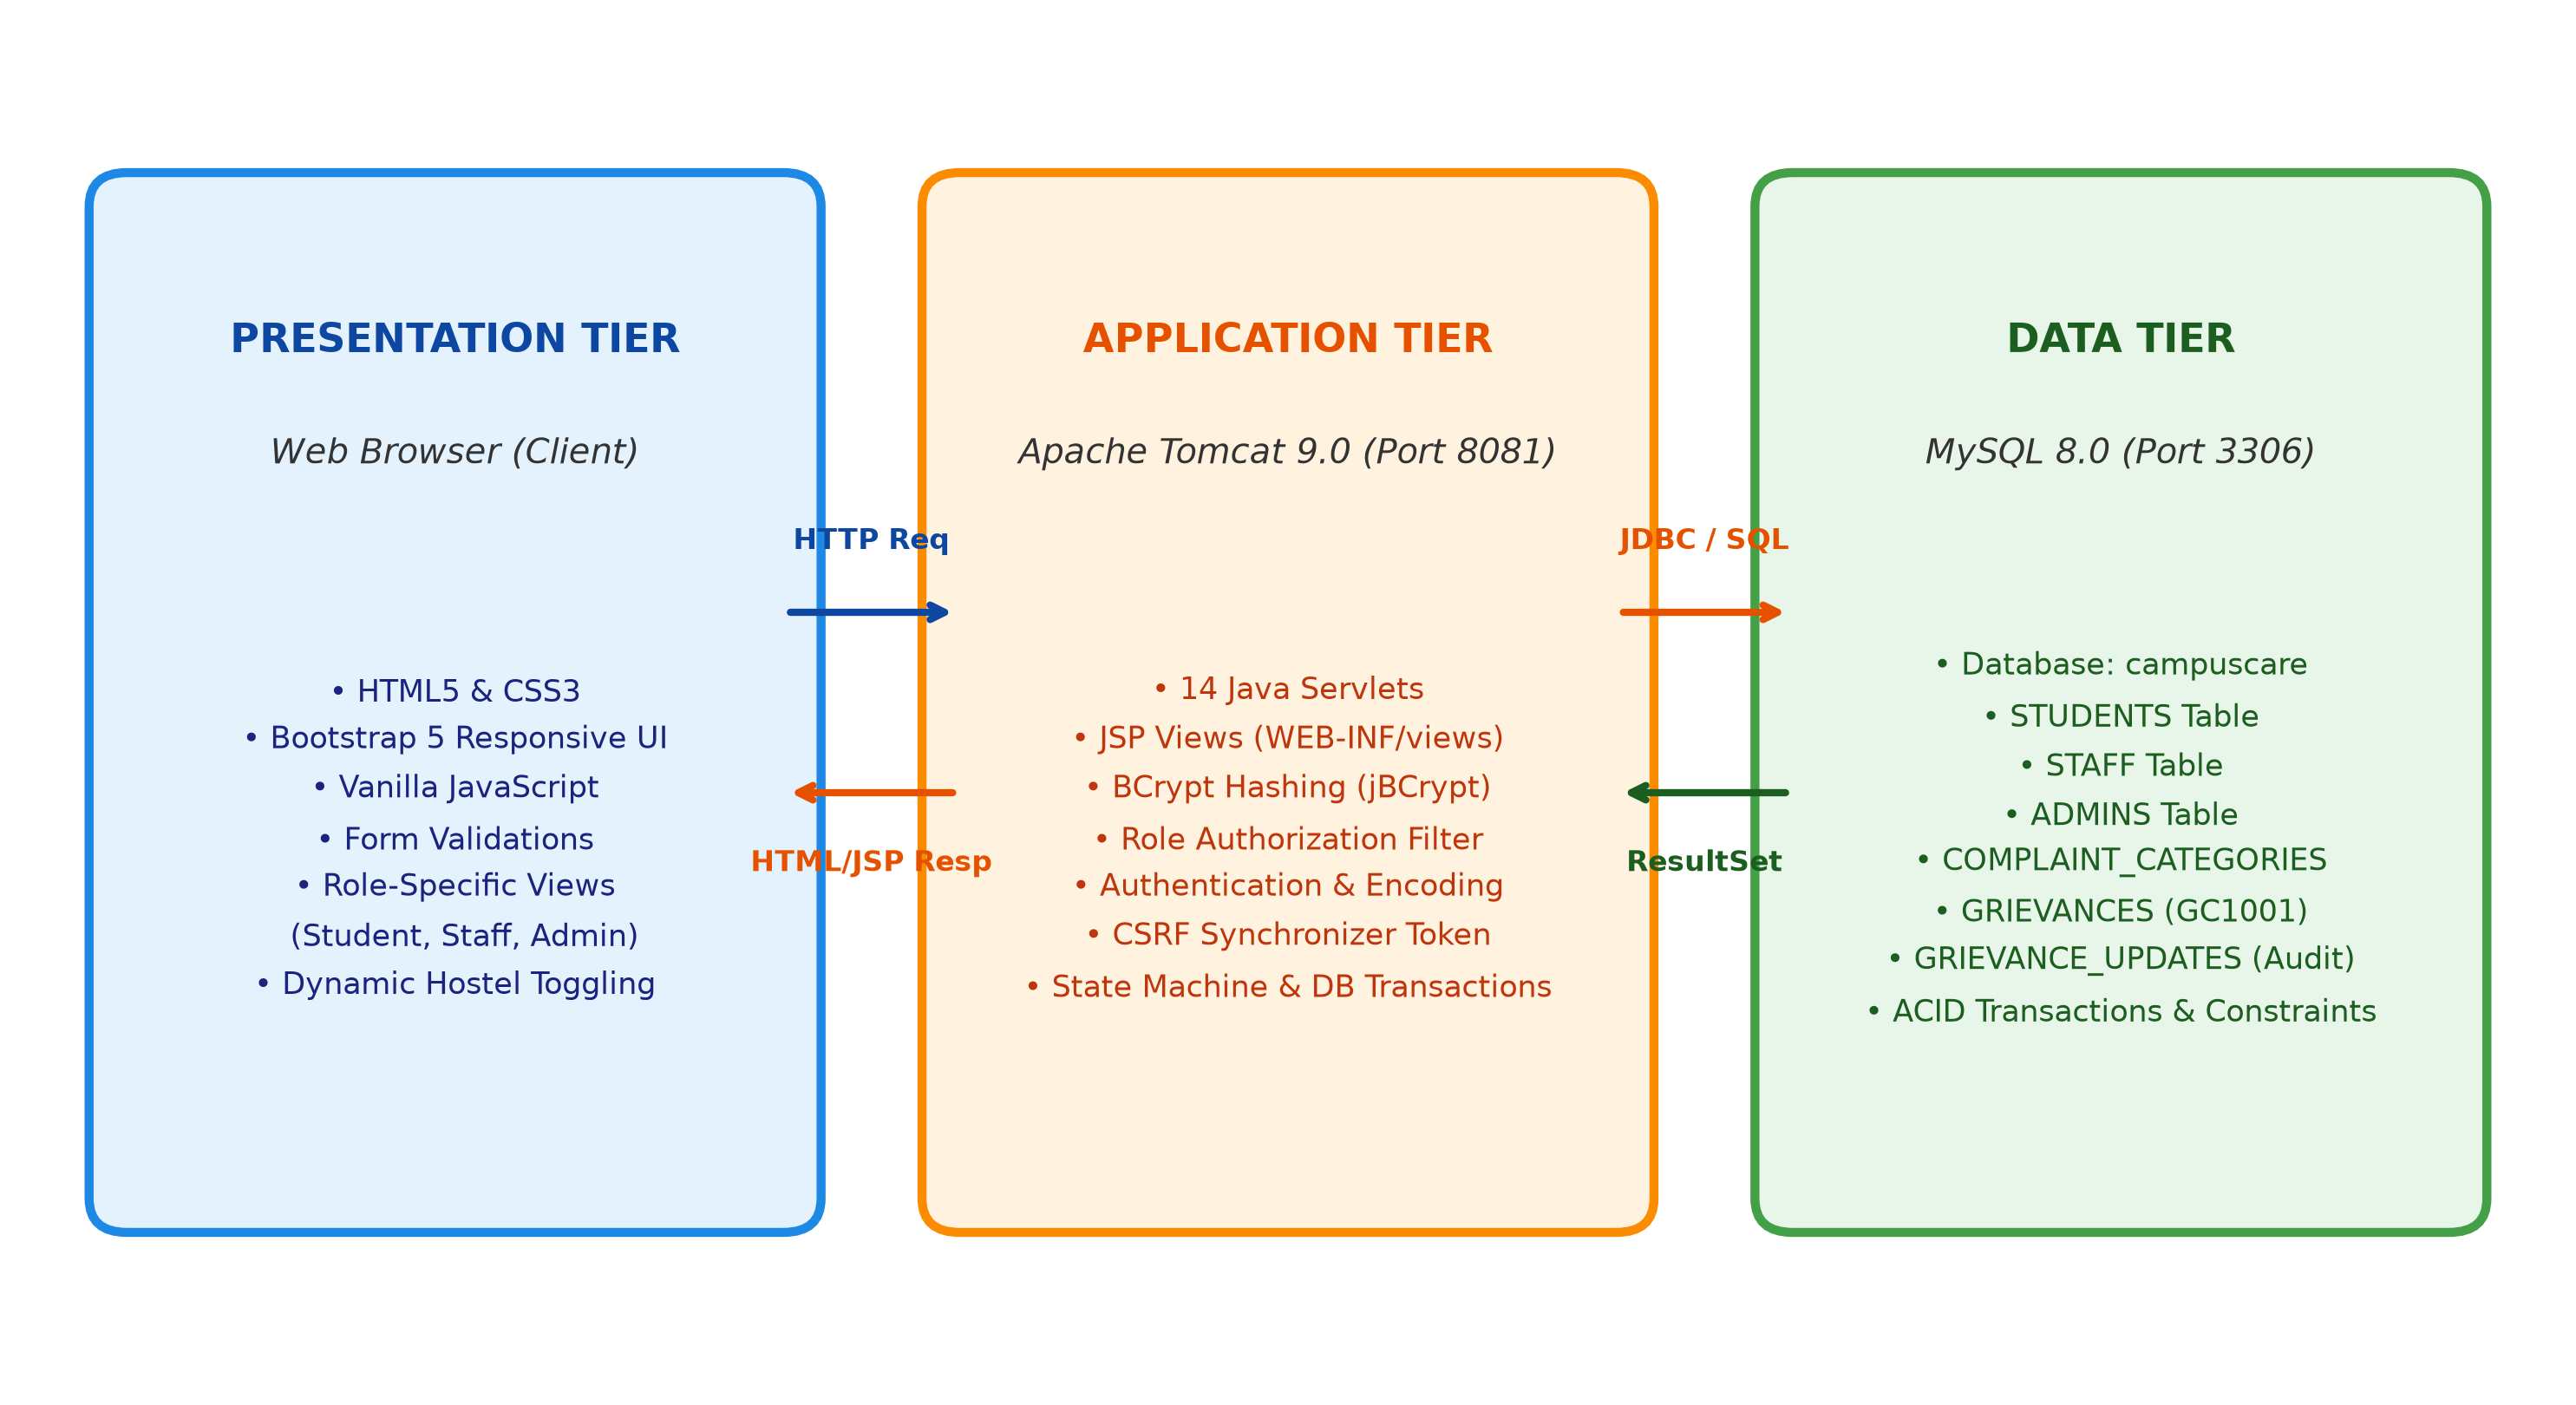 PRESENTATION TIER
Web Browser (Client)
• HTML5 & CSS3
• Bootstrap 5 Responsive UI
• Vanilla JavaScript
• Form Validations
• Role-Specific Views
(Student, Staff, Admin)
• Dynamic Hostel Toggling
HTTP Req
HTML/JSP Resp
APPLICATION TIER
Apache Tomcat 9.0 (Port 8081)
• 14 Java Servlets
• JSP Views (WEB-INF/views)
• BCrypt Hashing (jBCrypt)
• Role Authorization Filter
• Authentication & Encoding
• CSRF Synchronizer Token
• State Machine & DB Transactions
JDBC / SQL
ResultSet
DATA TIER
MySQL 8.0 (Port 3306)
• Database: campuscare
• STUDENTS Table
• STAFF Table
• ADMINS Table
• COMPLAINT_CATEGORIES
• GRIEVANCES (GC1001)
• GRIEVANCE_UPDATES (Audit)
• ACID Transactions & Constraints